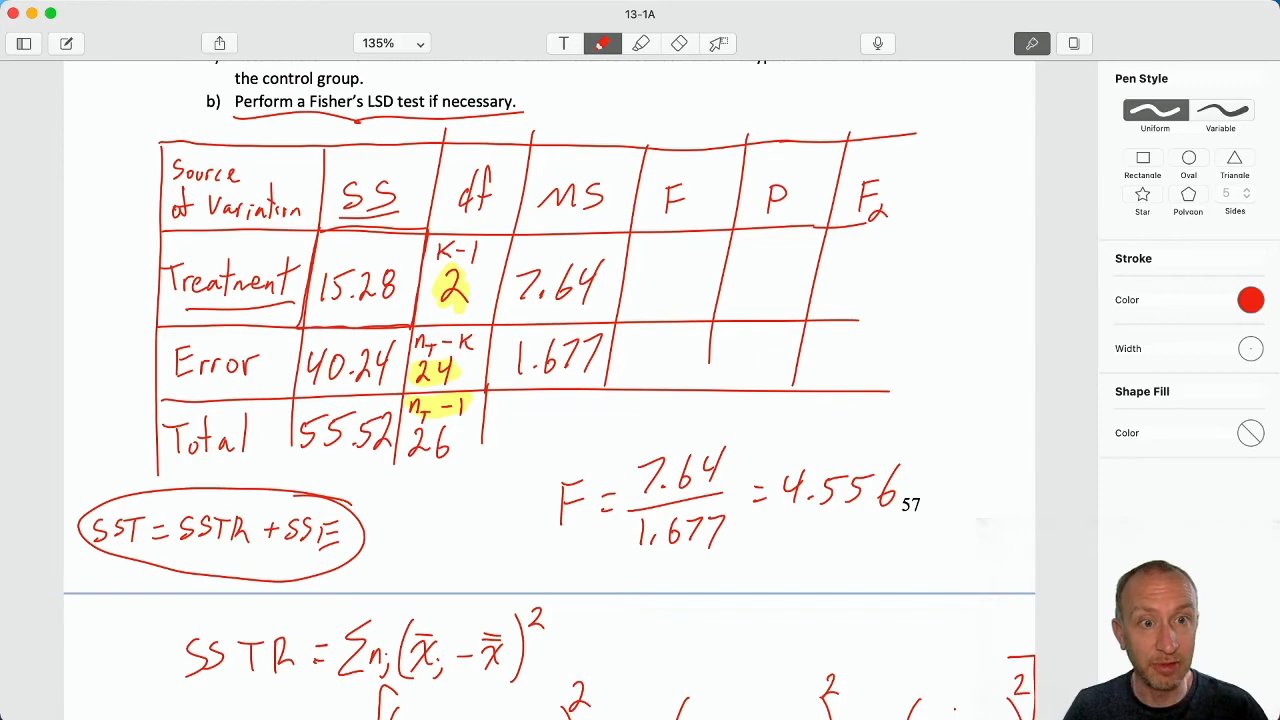 13-1A
135%
T
the control group.
b) Perform a Fisher's LSD test if necessary.
Source of Variation SS df MS F P Fα
Treatment 15.28 K-1 2 7.64
Error 40.24 nT-K 24 1.677
Total 55.52 nT-1 26
F = 7.64 / 1.677 = 4.556
57
SST = SSTR + SSE
SSTR = Σnj(x̄j - x̿)²
2 2 2
Pen Style
Uniform Variable
Rectangle Oval Triangle
Star Polygon 5 Sides
Stroke
Color
Width
Shape Fill
Color